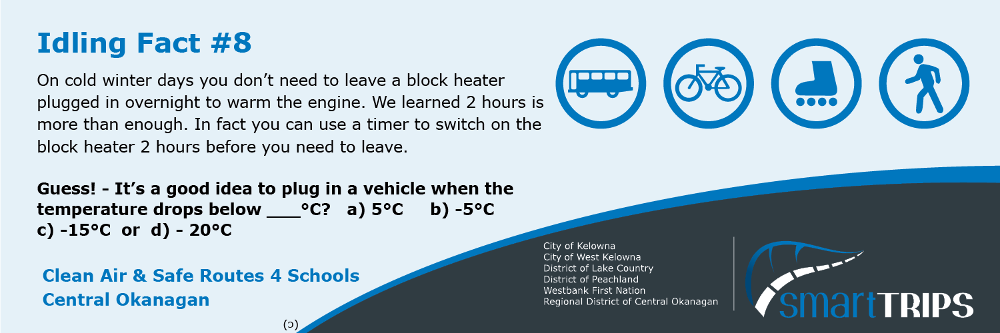 Idling Fact #8
On cold winter days you don’t need to leave a block heater
plugged in overnight to warm the engine. We learned 2 hours is
more than enough. In fact you can use a timer to switch on the
block heater 2 hours before you need to leave.
Guess! – It’s a good idea to plug in a vehicle when the
temperature drops below ___°C? a) 5°C b) -5°C
c) -15°C or d) – 20°C
Clean Air & Safe Routes 4 Schools
Central Okanagan
(ɔ)
City of Kelowna
City of West Kelowna
District of Lake Country
District of Peachland
Westbank First Nation
Regional District of Central Okanagan
smartTRIPS